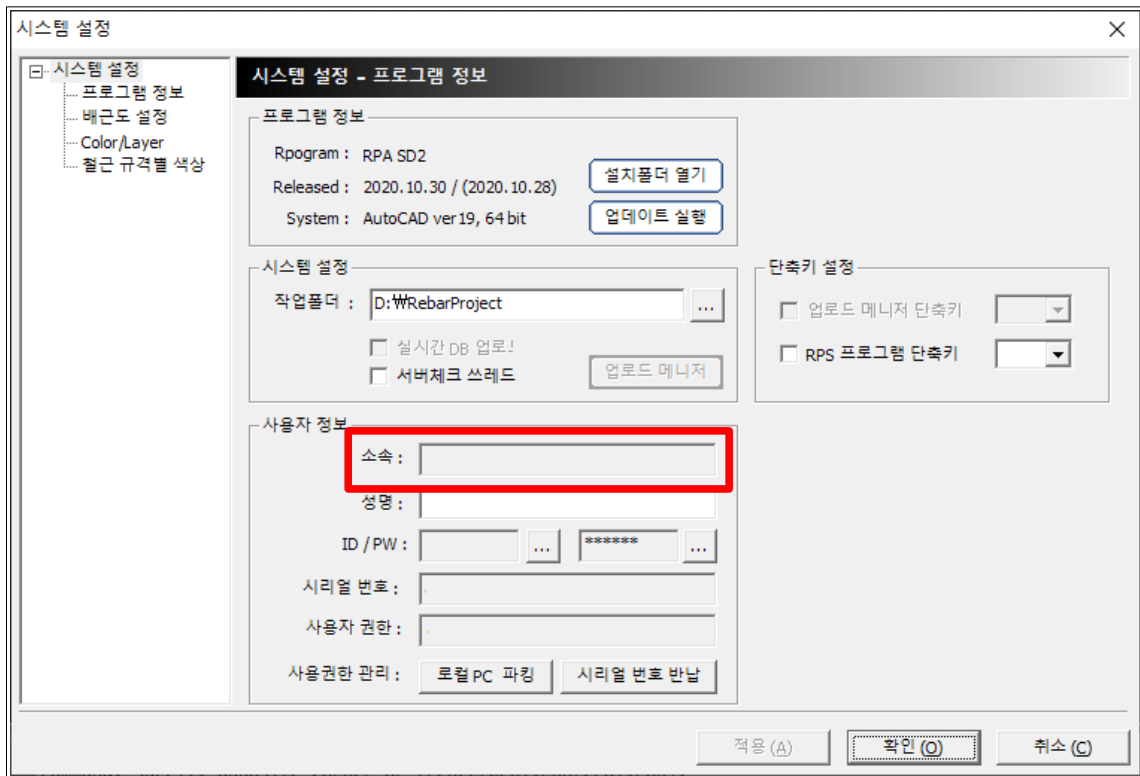 시스템 설정
시스템 설정
프로그램 정보
배근도 설정
Color/Layer
철근 규격별 색상
시스템 설정 - 프로그램 정보
프로그램 정보
Rpogram : RPA SD2
Released : 2020.10.30 / (2020.10.28)
System : AutoCAD ver19, 64 bit
설치폴더 열기
업데이트 실행
시스템 설정
작업폴더 : D:₩RebarProject ...
실시간 DB 업로!
서버체크 쓰레드
업로드 메니저
단축키 설정
업로드 메니저 단축키
RPS 프로그램 단축키
사용자 정보
소속 :
성명 :
ID / PW : ... ****** ...
시리얼 번호 :
사용자 권한 :
사용권한 관리 : 로컬PC 파킹 시리얼 번호 반납
적용(A) 확인(O) 취소(C)